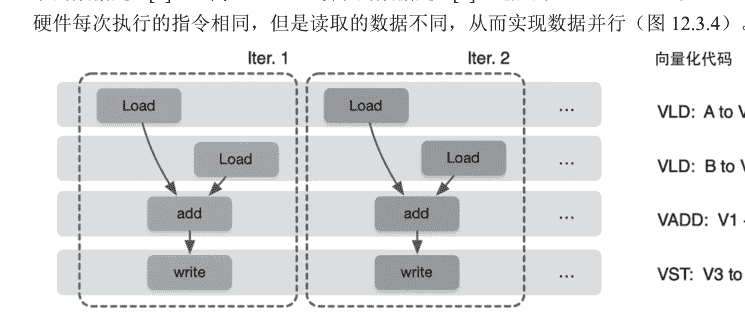 硬件每次执行的指令相同，但是读取的数据不同，从而实现数据并行（图 12.3.4）。
Iter. 1 Iter. 2 向量化代码
Load Load ... VLD: A to
Load Load ... VLD: B to
add add ... VADD: V1
write write ... VST: V3 to